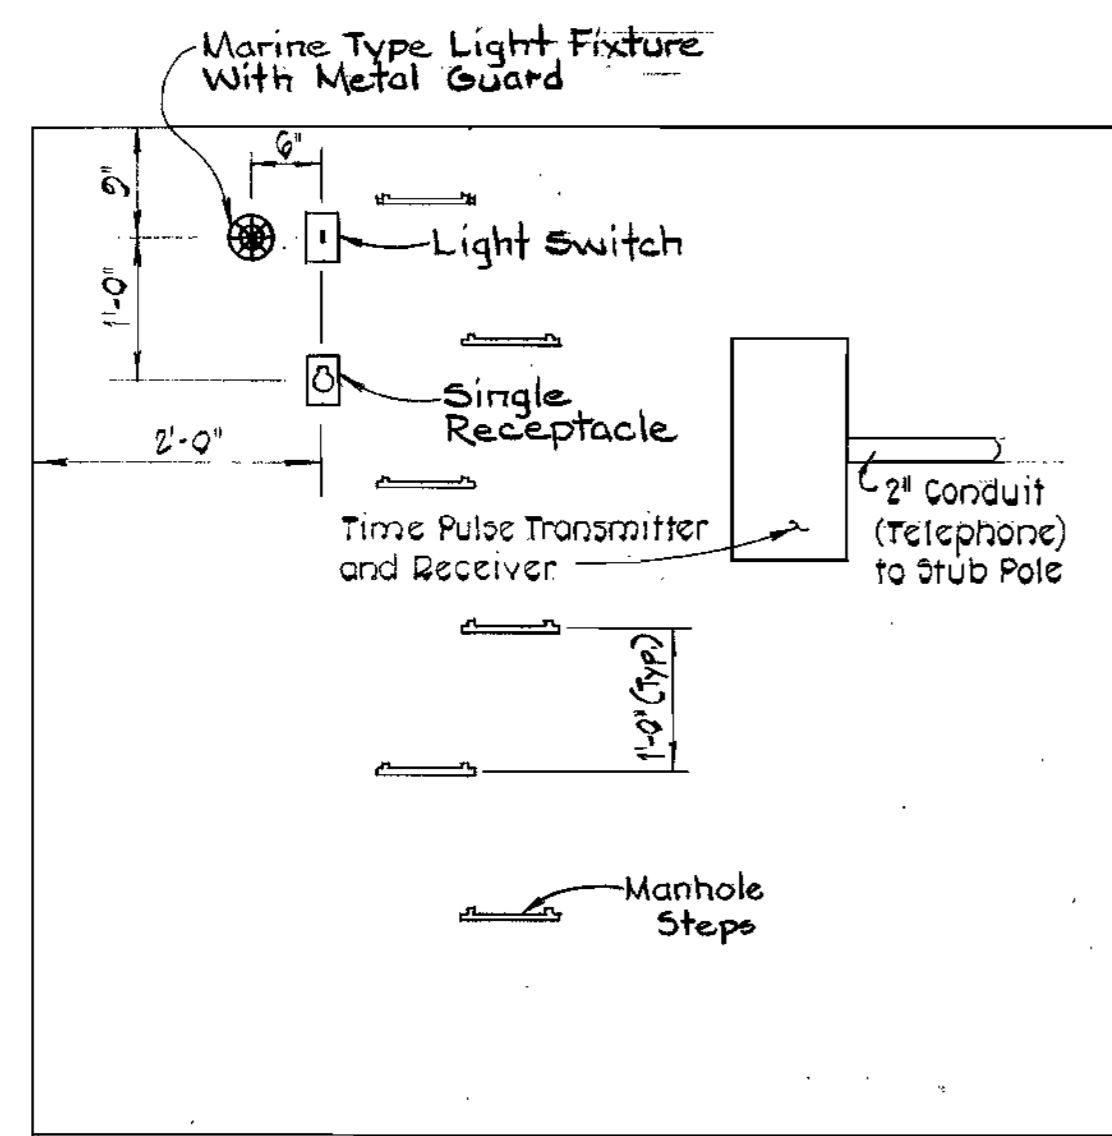 Marine Type Light Fixture
With Metal Guard
6"
9"
Light Switch
1'-0"
Single
Receptacle
2'-0"
2" Conduit
(Telephone)
to Stub Pole
Time Pulse Transmitter
and Receiver
1'-0" (Typ.)
Manhole
Steps